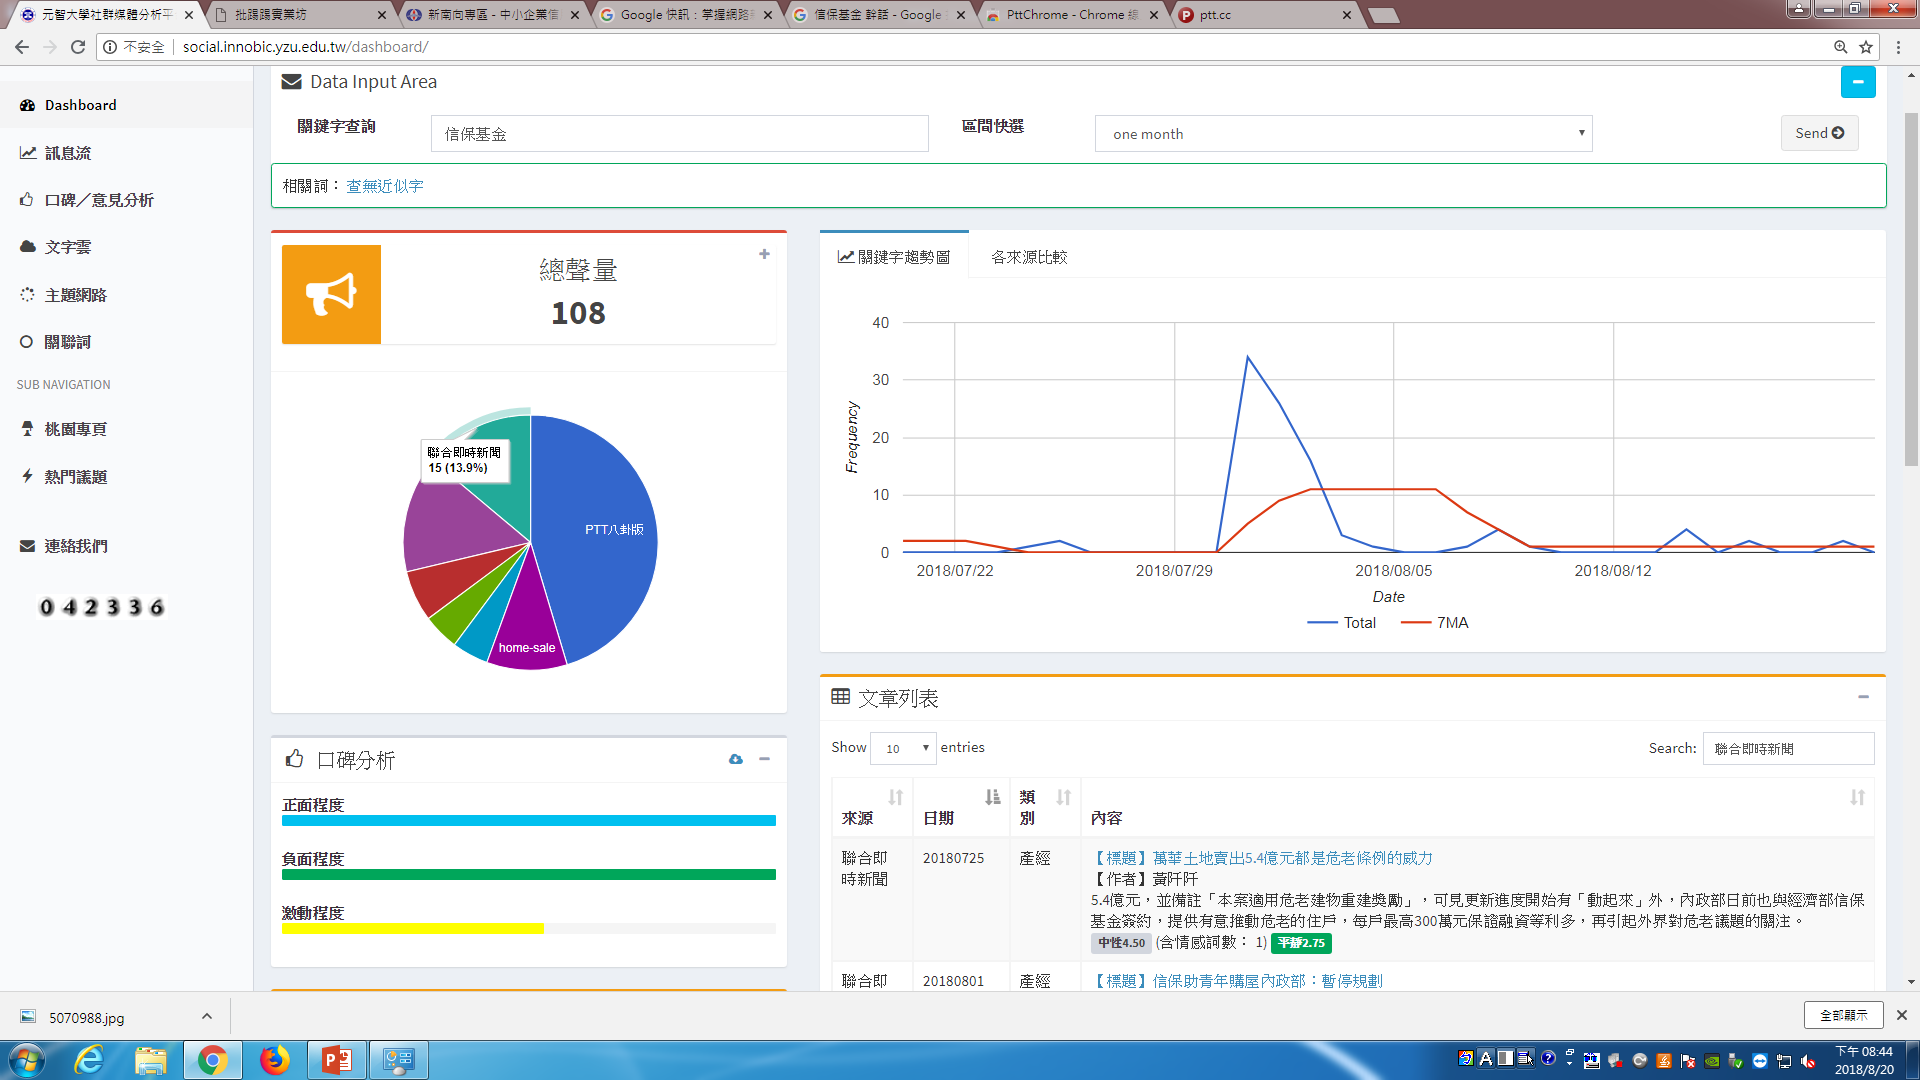 元智大學社群媒體分析平
批踢踢實業坊
新南向專區 - 中小企業信
Google 快訊：掌握網路
信保基金 幹話 - Google
PttChrome - Chrome 線
ptt.cc
不安全
social.innobic.yzu.edu.tw/dashboard/
Dashboard
訊息流
口碑／意見分析
文字雲
主題網路
關聯詞
SUB NAVIGATION
桃園專頁
熱門議題
連絡我們
042336
Data Input Area
關鍵字查詢
信保基金
區間快選
one month
Send
相關詞： 查無近似字
總聲量
108
聯合即時新聞
15 (13.9%)
PTT八卦版
home-sale
口碑分析
正面程度
負面程度
激動程度
關鍵字趨勢圖
各來源比較
40
30
20
10
0
Frequency
2018/07/22
2018/07/29
2018/08/05
2018/08/12
Date
Total
7MA
文章列表
Show 10 entries
Search: 聯合即時新聞
來源
日期
類別
內容
聯合即時新聞
20180725
產經
【標題】萬華土地賣出5.4億元都是危老條例的威力
【作者】黃阡阡
5.4億元，並備註「本案適用危老建物重建獎勵」，可見更新進度開始有「動起來」外，內政部日前也與經濟部信保
基金簽約，提供有意推動危老的住戶，每戶最高300萬元保證融資等利多，再引起外界對危老議題的關注。
中性4.50 (含情感詞數： 1) 平靜2.75
聯合即
20180801
產經
【標題】信保助青年購屋內政部：暫停規劃
5070988.jpg
全部顯示
下午 08:44
2018/8/20